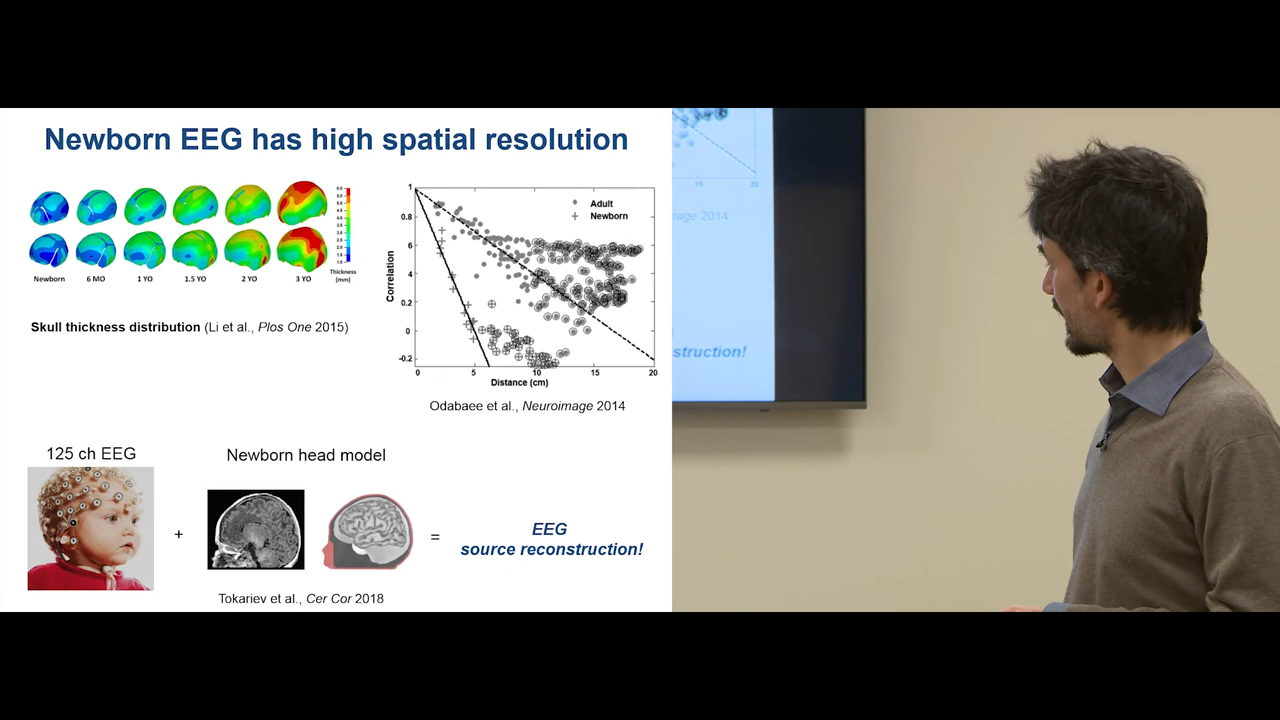 Newborn EEG has high spatial resolution
Newborn
6 MO
1 YO
1.5 YO
2 YO
3 YO
Thickness
(mm)
Skull thickness distribution (Li et al., Plos One 2015)
1
0.8
6
4
0.2
0
-0.2
Correlation
Adult
Newborn
0
5
10
15
20
Distance (cm)
Odabaee et al., Neuroimage 2014
125 ch EEG
Newborn head model
+
=
EEG
source reconstruction!
Tokariev et al., Cer Cor 2018
15
20
mage 2014
struction!